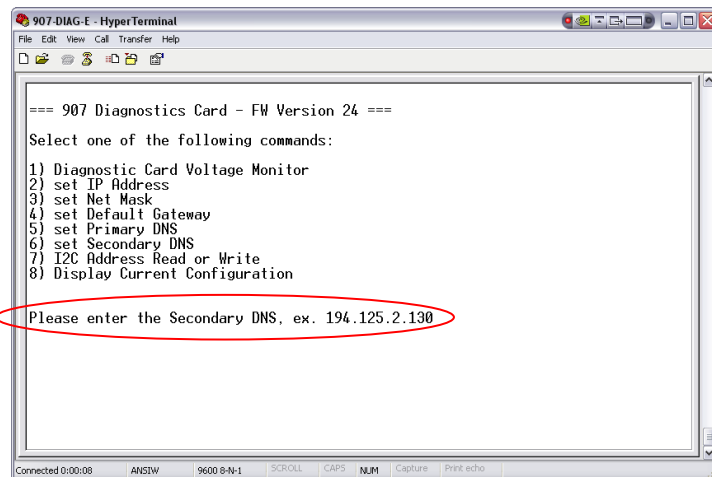 907-DIAG-E - HyperTerminal
File Edit View Call Transfer Help
=== 907 Diagnostics Card - FW Version 24 ===
Select one of the following commands:
1) Diagnostic Card Voltage Monitor
2) set IP Address
3) set Net Mask
4) set Default Gateway
5) set Primary DNS
6) set Secondary DNS
7) I2C Address Read or Write
8) Display Current Configuration
Please enter the Secondary DNS, ex. 194.125.2.130
Connected 0:00:08 ANSIW 9600 8-N-1 SCROLL CAPS NUM Capture Print echo